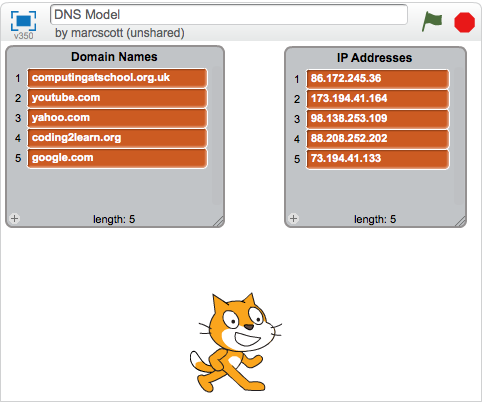 DNS Model
v350
by marcscott (unshared)
Domain Names
1 computingatschool.org.uk
2 youtube.com
3 yahoo.com
4 coding2learn.org
5 google.com
+ length: 5
IP Addresses
1 86.172.245.36
2 173.194.41.164
3 98.138.253.109
4 88.208.252.202
5 73.194.41.133
+ length: 5